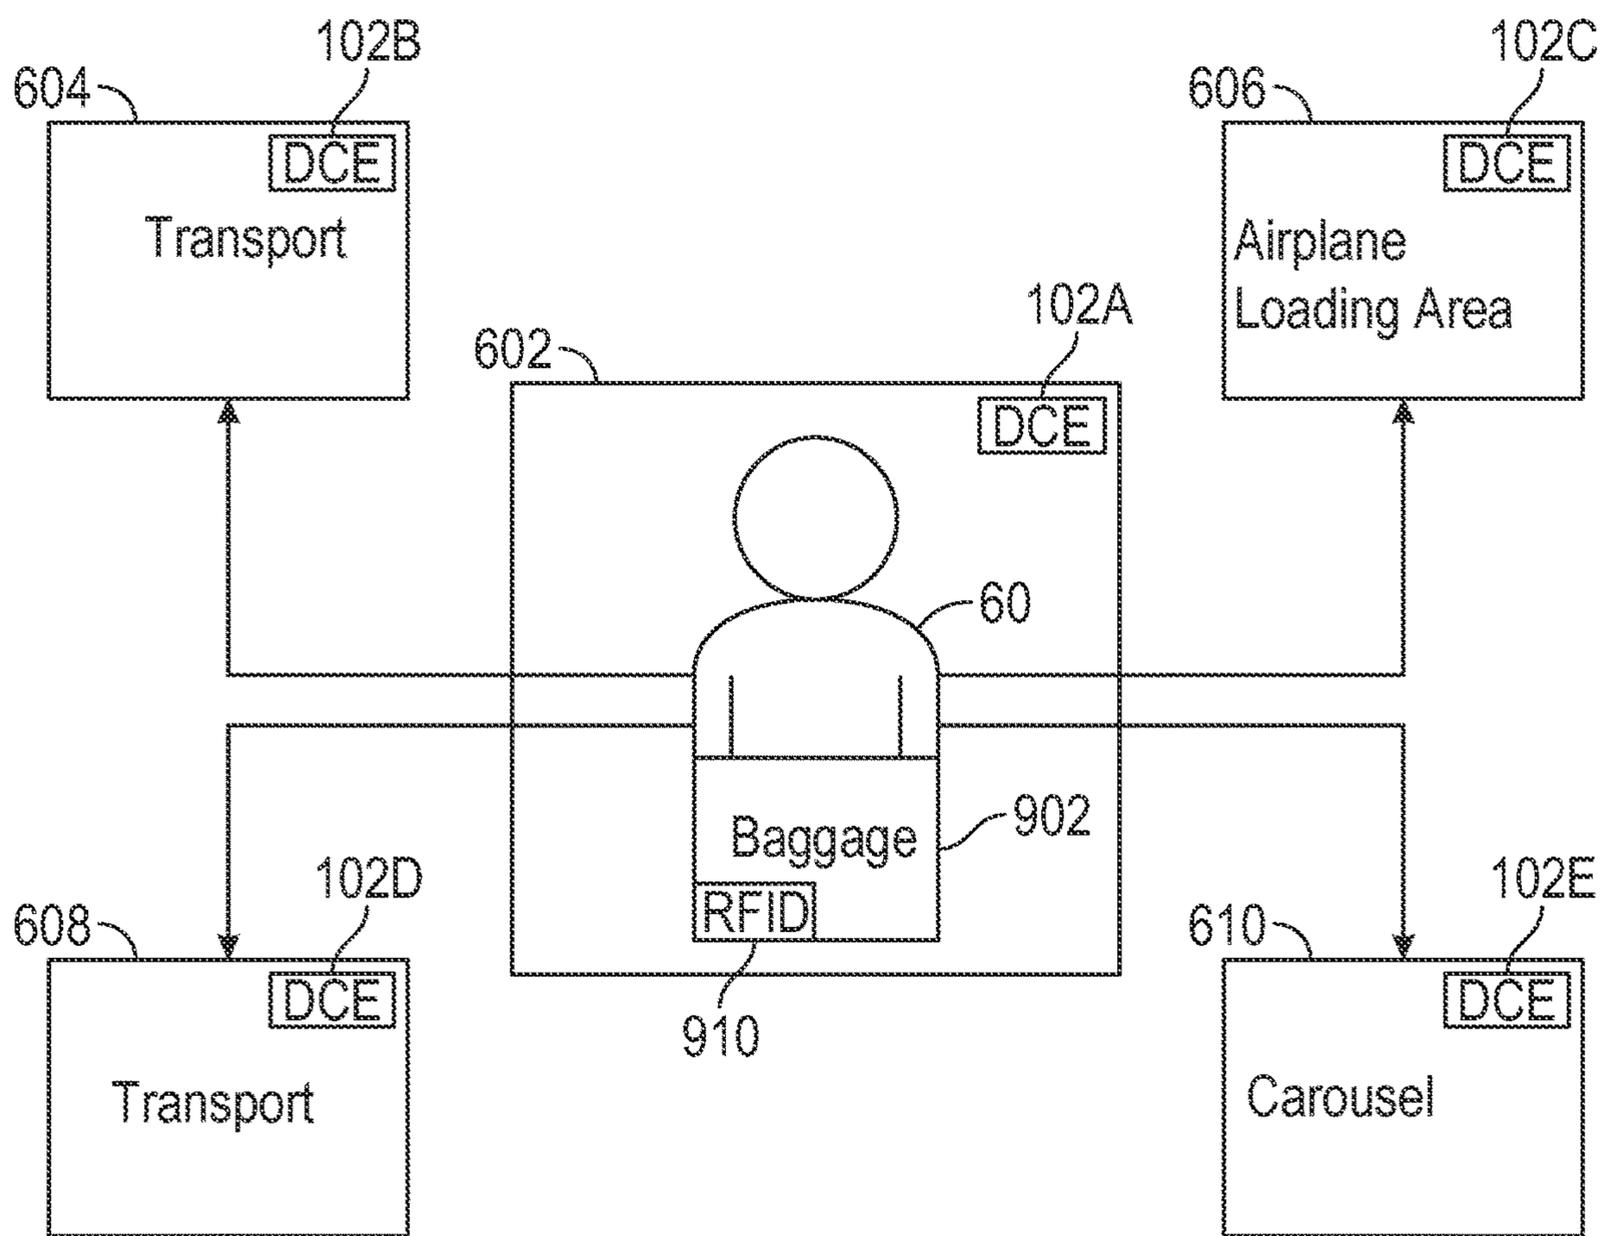 102B
604
DCE
Transport
102C
606
DCE
Airplane
Loading Area
102A
602
DCE
60
Baggage
902
RFID
910
102D
608
DCE
Transport
102E
610
DCE
Carousel